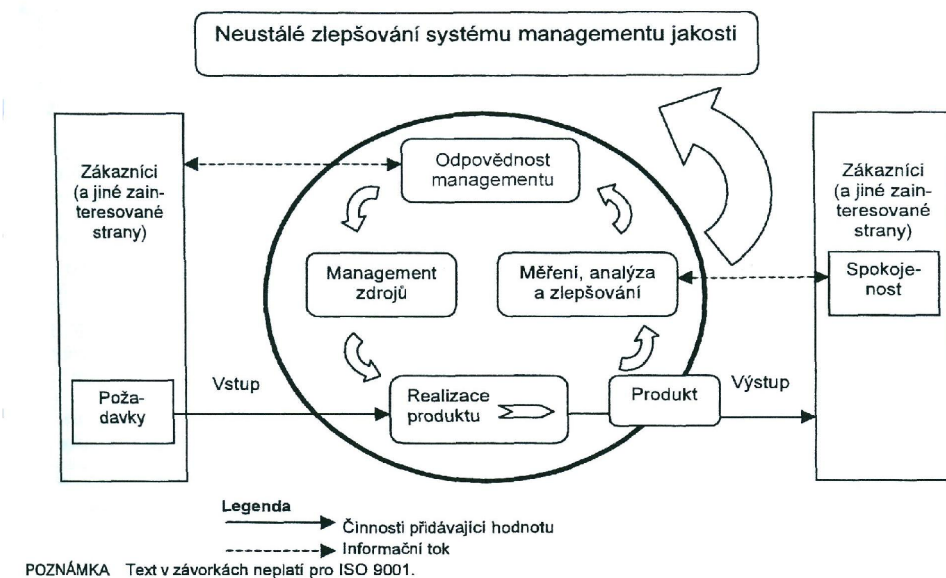 Neustálé zlepšování systému managementu jakosti
Zákazníci
(a jiné zain-
teresované
strany)
Odpovědnost
managementu
Zákazníci
(a jiné zain-
teresované
strany)
Management
zdrojů
Měření, analýza
a zlepšování
Spokoje-
nost
Poža-
davky
Vstup
Realizace
produktu
Produkt
Výstup
Legenda
Činnosti přidávající hodnotu
Informační tok
POZNÁMKA Text v závorkách neplatí pro ISO 9001.